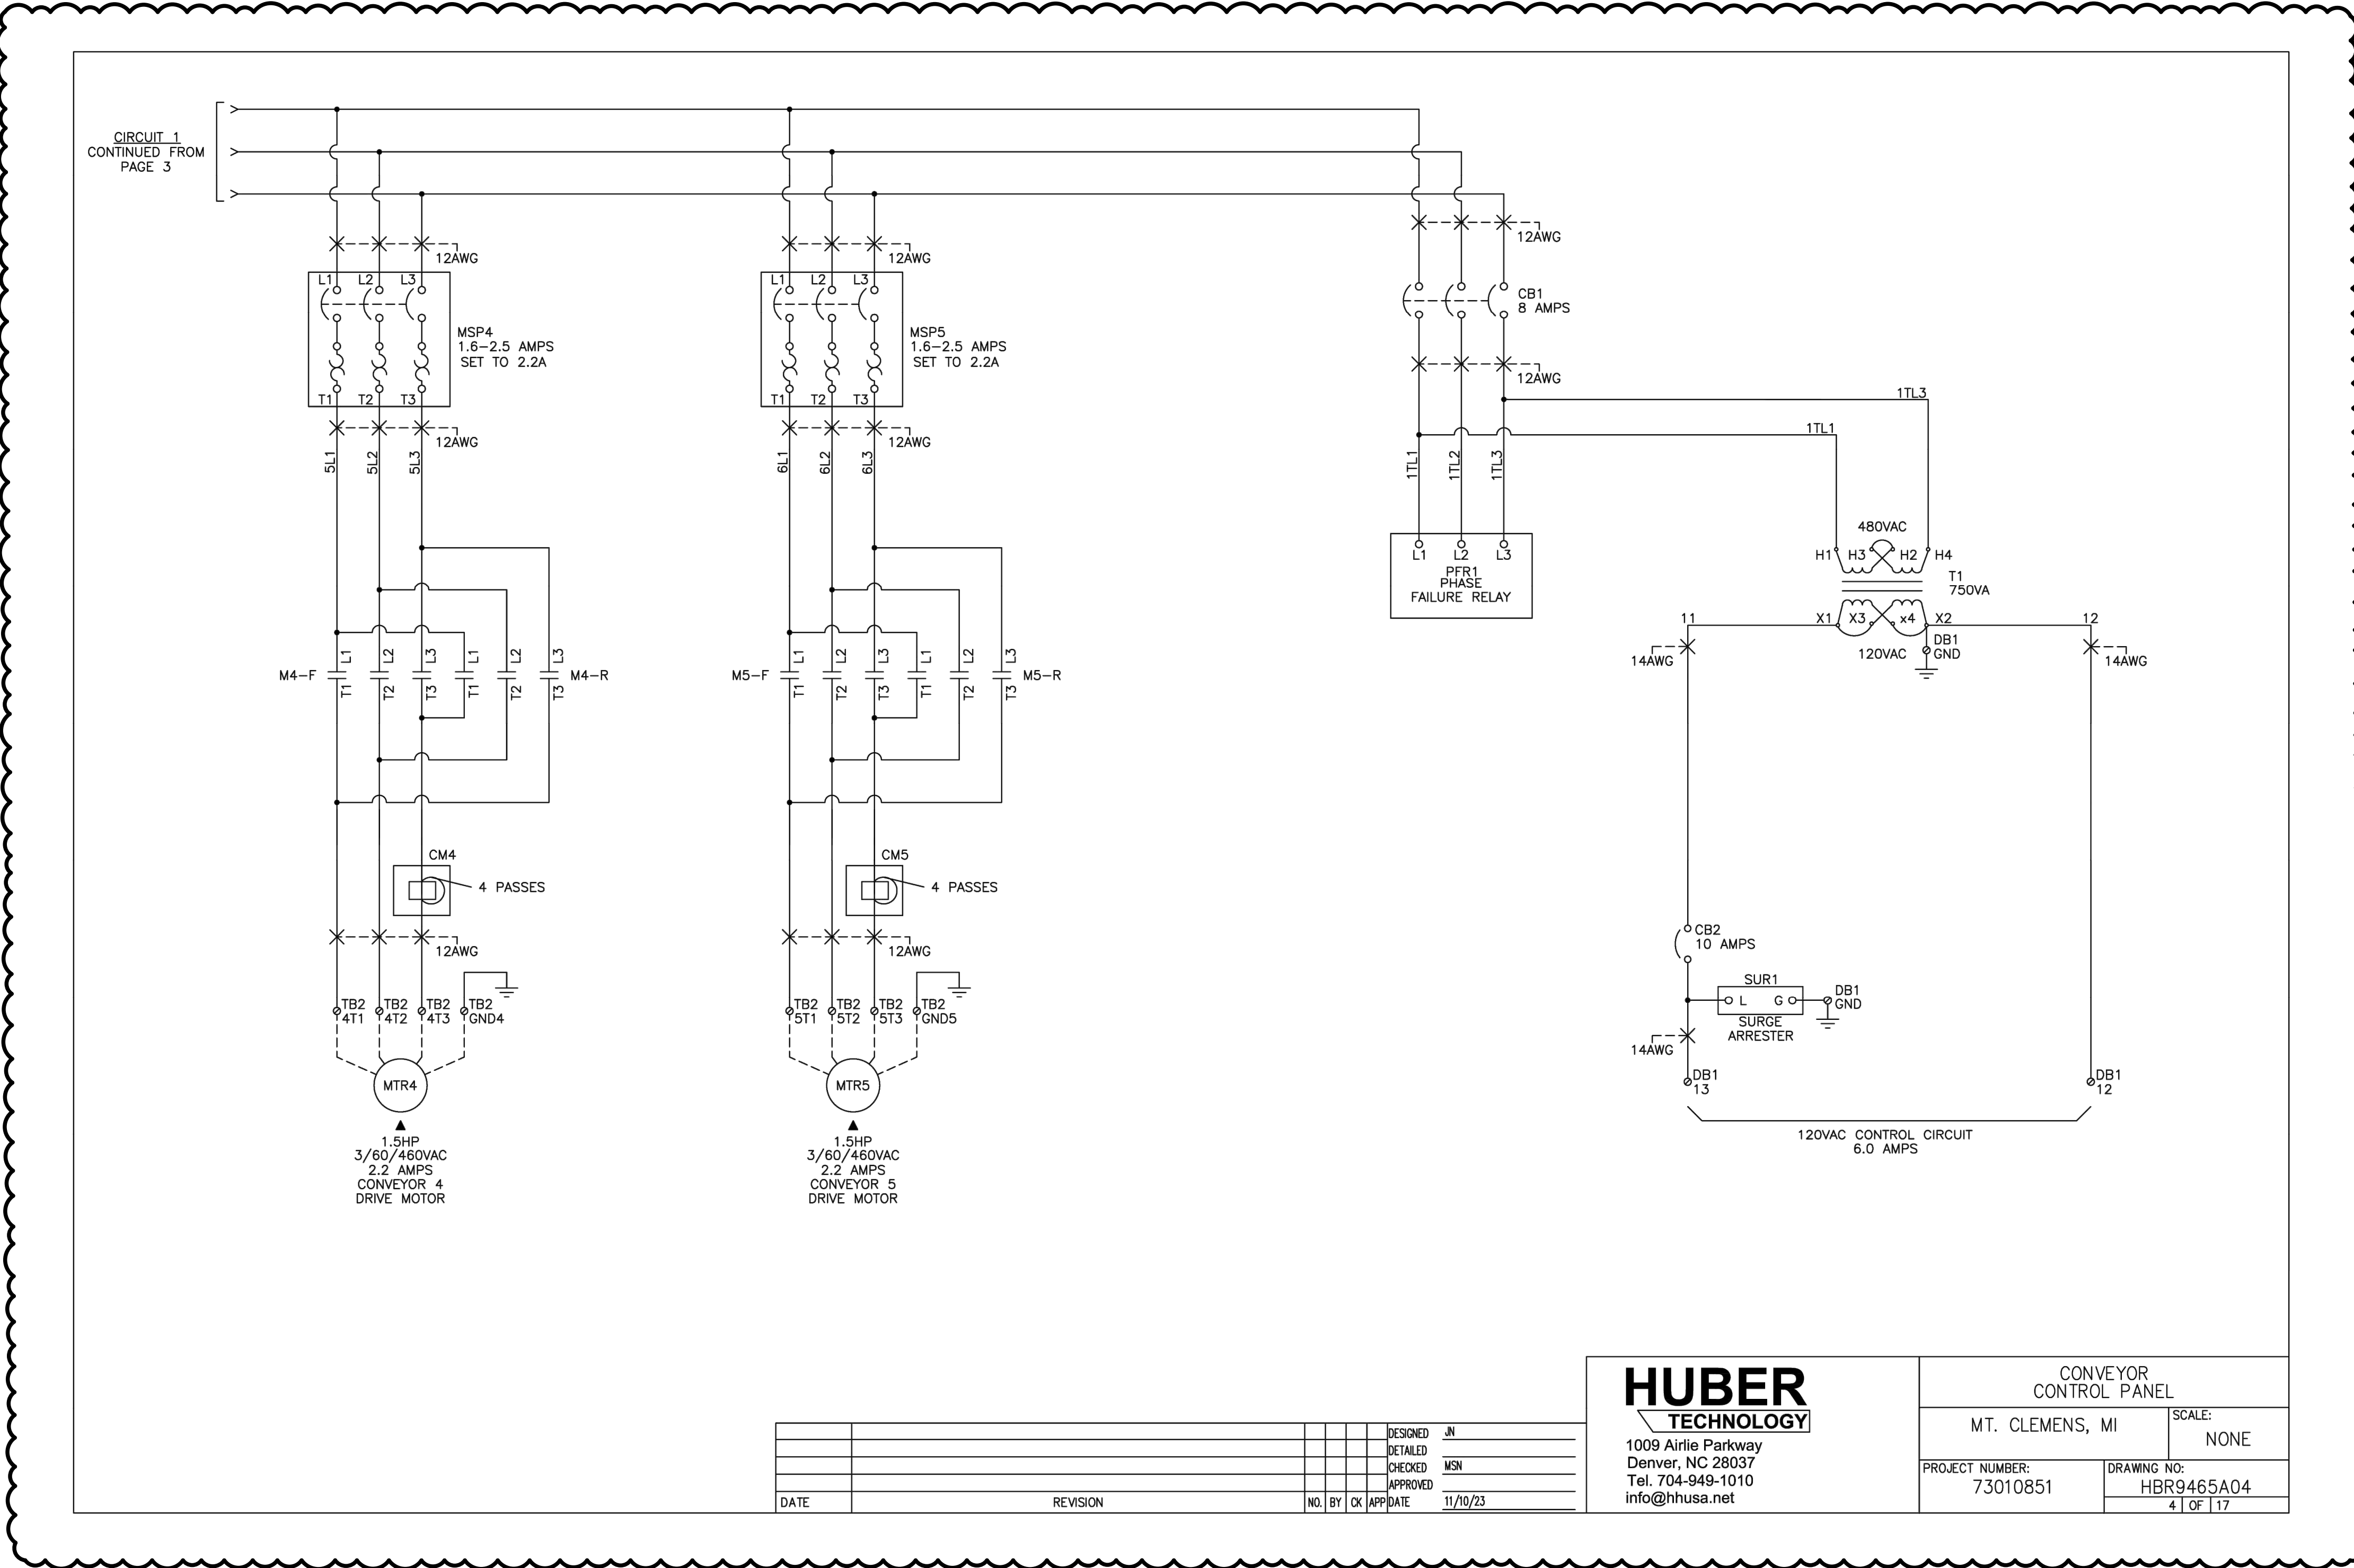 CIRCUIT 1
CONTINUED FROM
PAGE 3
12AWG
L1 L2 L3
MSP4
1.6-2.5 AMPS
SET TO 2.2A
T1 T2 T3
12AWG
5L1 5L2 5L3
M4-F
L1 L2 L3 L1 L2 L3
T1 T2 T3 T1 T2 T3
M4-R
CM4
4 PASSES
12AWG
TB2 TB2 TB2 TB2
4T1 4T2 4T3 GND4
MTR4
1.5HP
3/60/460VAC
2.2 AMPS
CONVEYOR 4
DRIVE MOTOR
12AWG
L1 L2 L3
MSP5
1.6-2.5 AMPS
SET TO 2.2A
T1 T2 T3
12AWG
6L1 6L2 6L3
M5-F
L1 L2 L3 L1 L2 L3
T1 T2 T3 T1 T2 T3
M5-R
CM5
4 PASSES
12AWG
TB2 TB2 TB2 TB2
5T1 5T2 5T3 GND5
MTR5
1.5HP
3/60/460VAC
2.2 AMPS
CONVEYOR 5
DRIVE MOTOR
12AWG
CB1
8 AMPS
12AWG
1TL3
1TL1
1TL1 1TL2 1TL3
L1 L2 L3
PFR1
PHASE
FAILURE RELAY
480VAC
H1 H3 H2 H4
T1
750VA
11 X1 X3 x4 X2 12
DB1
GND
120VAC
14AWG
14AWG
CB2
10 AMPS
SUR1
L G
DB1
GND
SURGE
ARRESTER
14AWG
DB1
13
DB1
12
120VAC CONTROL CIRCUIT
6.0 AMPS
DATE REVISION NO. BY CK APP
DESIGNED JN
DETAILED
CHECKED MSN
APPROVED
DATE 11/10/23
HUBER
TECHNOLOGY
1009 Airlie Parkway
Denver, NC 28037
Tel. 704-949-1010
info@hhusa.net
CONVEYOR
CONTROL PANEL
MT. CLEMENS, MI
SCALE:
NONE
PROJECT NUMBER:
73010851
DRAWING NO:
HBR9465A04
4 OF 17